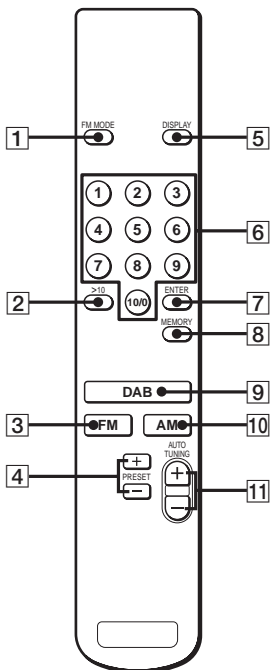 FM MODE DISPLAY
1 5
1 2 3
4 5 6 6
7 8 9
>10 ENTER
2 10/0 7
MEMORY
8
DAB 9
3 FM AM 10
AUTO
TUNING
+ +
4 PRESET
− − 11